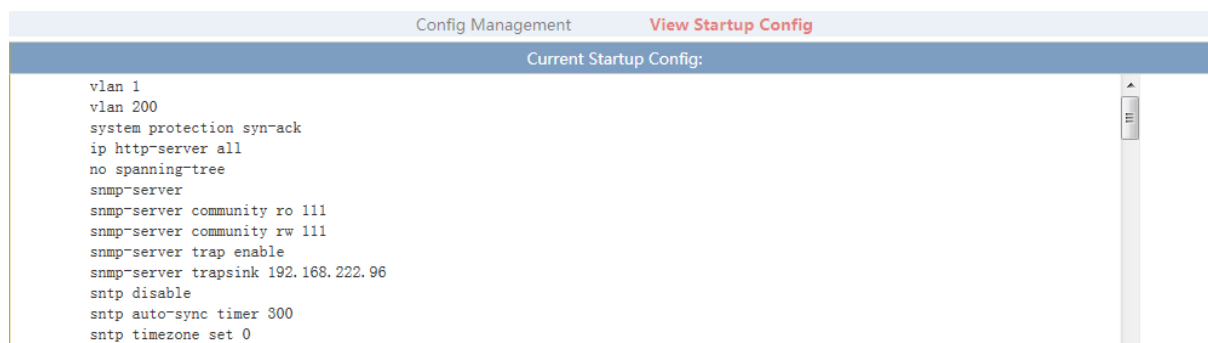 Config Management View Startup Config
Current Startup Config:
vlan 1
vlan 200
system protection syn-ack
ip http-server all
no spanning-tree
snmp-server
snmp-server community ro 111
snmp-server community rw 111
snmp-server trap enable
snmp-server trapsink 192.168.222.96
sntp disable
sntp auto-sync timer 300
sntp timezone set 0